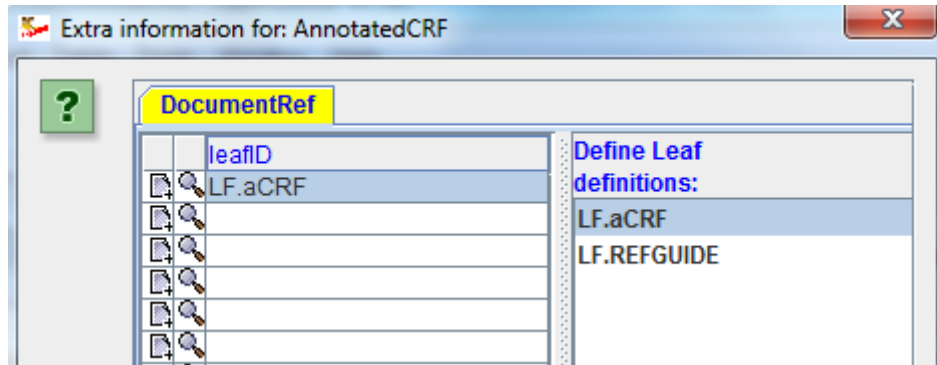 Extra information for: AnnotatedCRF
?
DocumentRef
leafID
LF.aCRF
Define Leaf
definitions:
LF.aCRF
LF.REFGUIDE